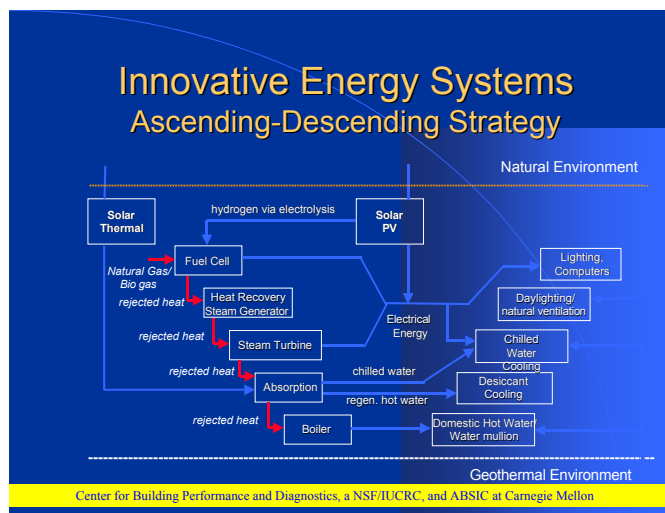 Innovative Energy Systems
Ascending-Descending Strategy
Natural Environment
Solar
Thermal
hydrogen via electrolysis
Solar
PV
Fuel Cell
Natural Gas/
Bio gas
Lighting,
Computers
rejected heat
Heat Recovery
Steam Generator
Daylighting/
natural ventilation
Electrical
Energy
rejected heat
Steam Turbine
Chilled
Water
Cooling
rejected heat
chilled water
Absorption
Desiccant
Cooling
regen. hot water
rejected heat
Boiler
Domestic Hot Water/
Water mullion
Geothermal Environment
Center for Building Performance and Diagnostics, a NSF/IUCRC, and ABSIC at Carnegie Mellon